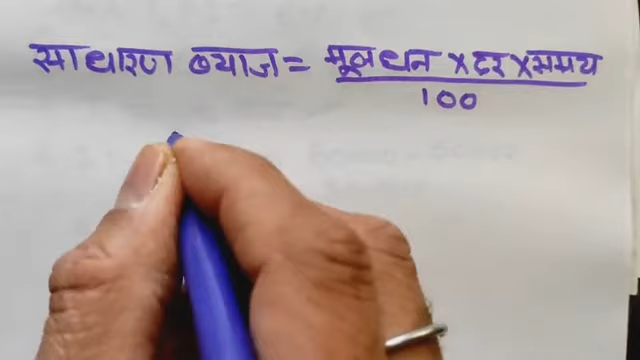 साधारण ब्याज = मूलधन × दर × समय
100